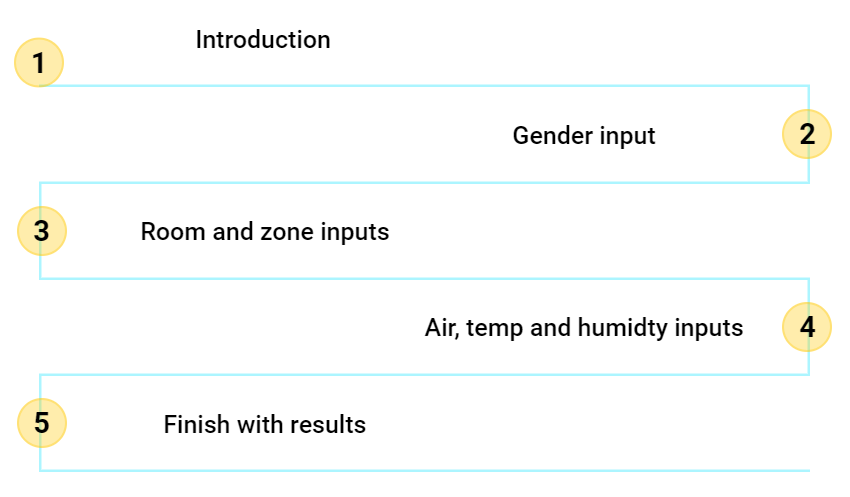 Introduction
1
Gender input
2
3
Room and zone inputs
Air, temp and humidty inputs
4
5
Finish with results